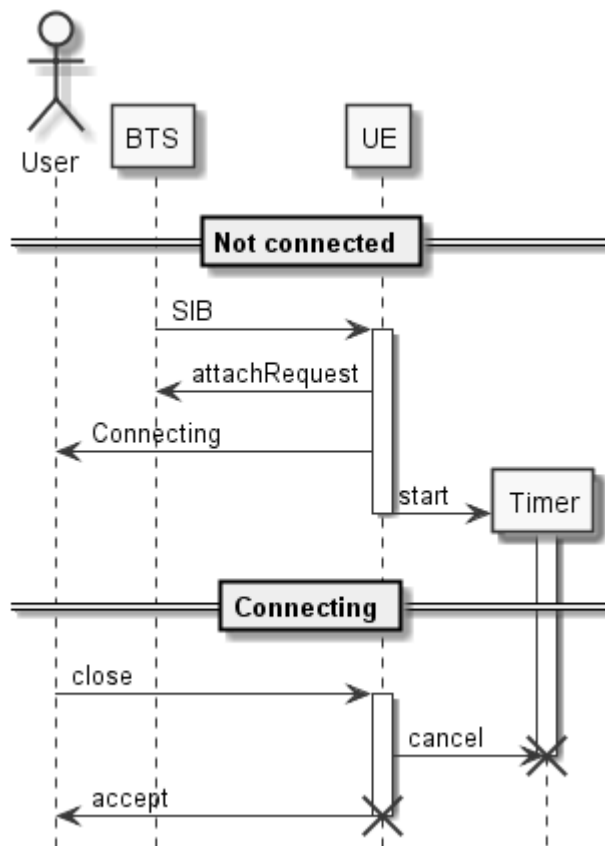 User
BTS
UE
Not connected
SIB
attachRequest
Connecting
start
Timer
Connecting
close
cancel
accept